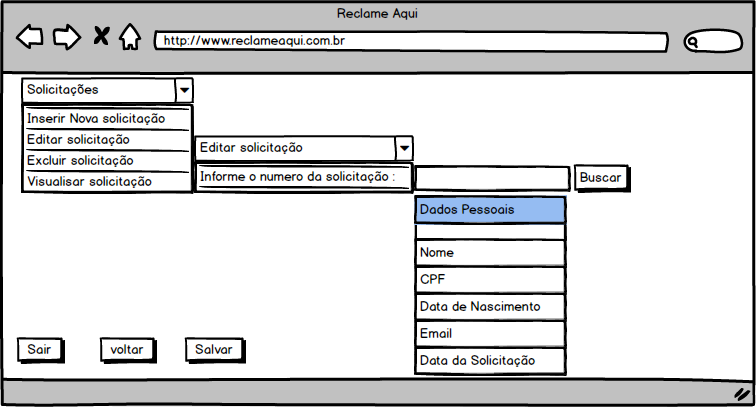 Reclame Aqui
http://www.reclameaqui.com.br
Solicitações
Inserir Nova solicitação
Editar solicitação
Excluir solicitação
Visualisar solicitação
Editar solicitação
Informe o numero da solicitação :
Buscar
Dados Pessoais
Nome
CPF
Data de Nascimento
Email
Data da Solicitação
Sair
voltar
Salvar